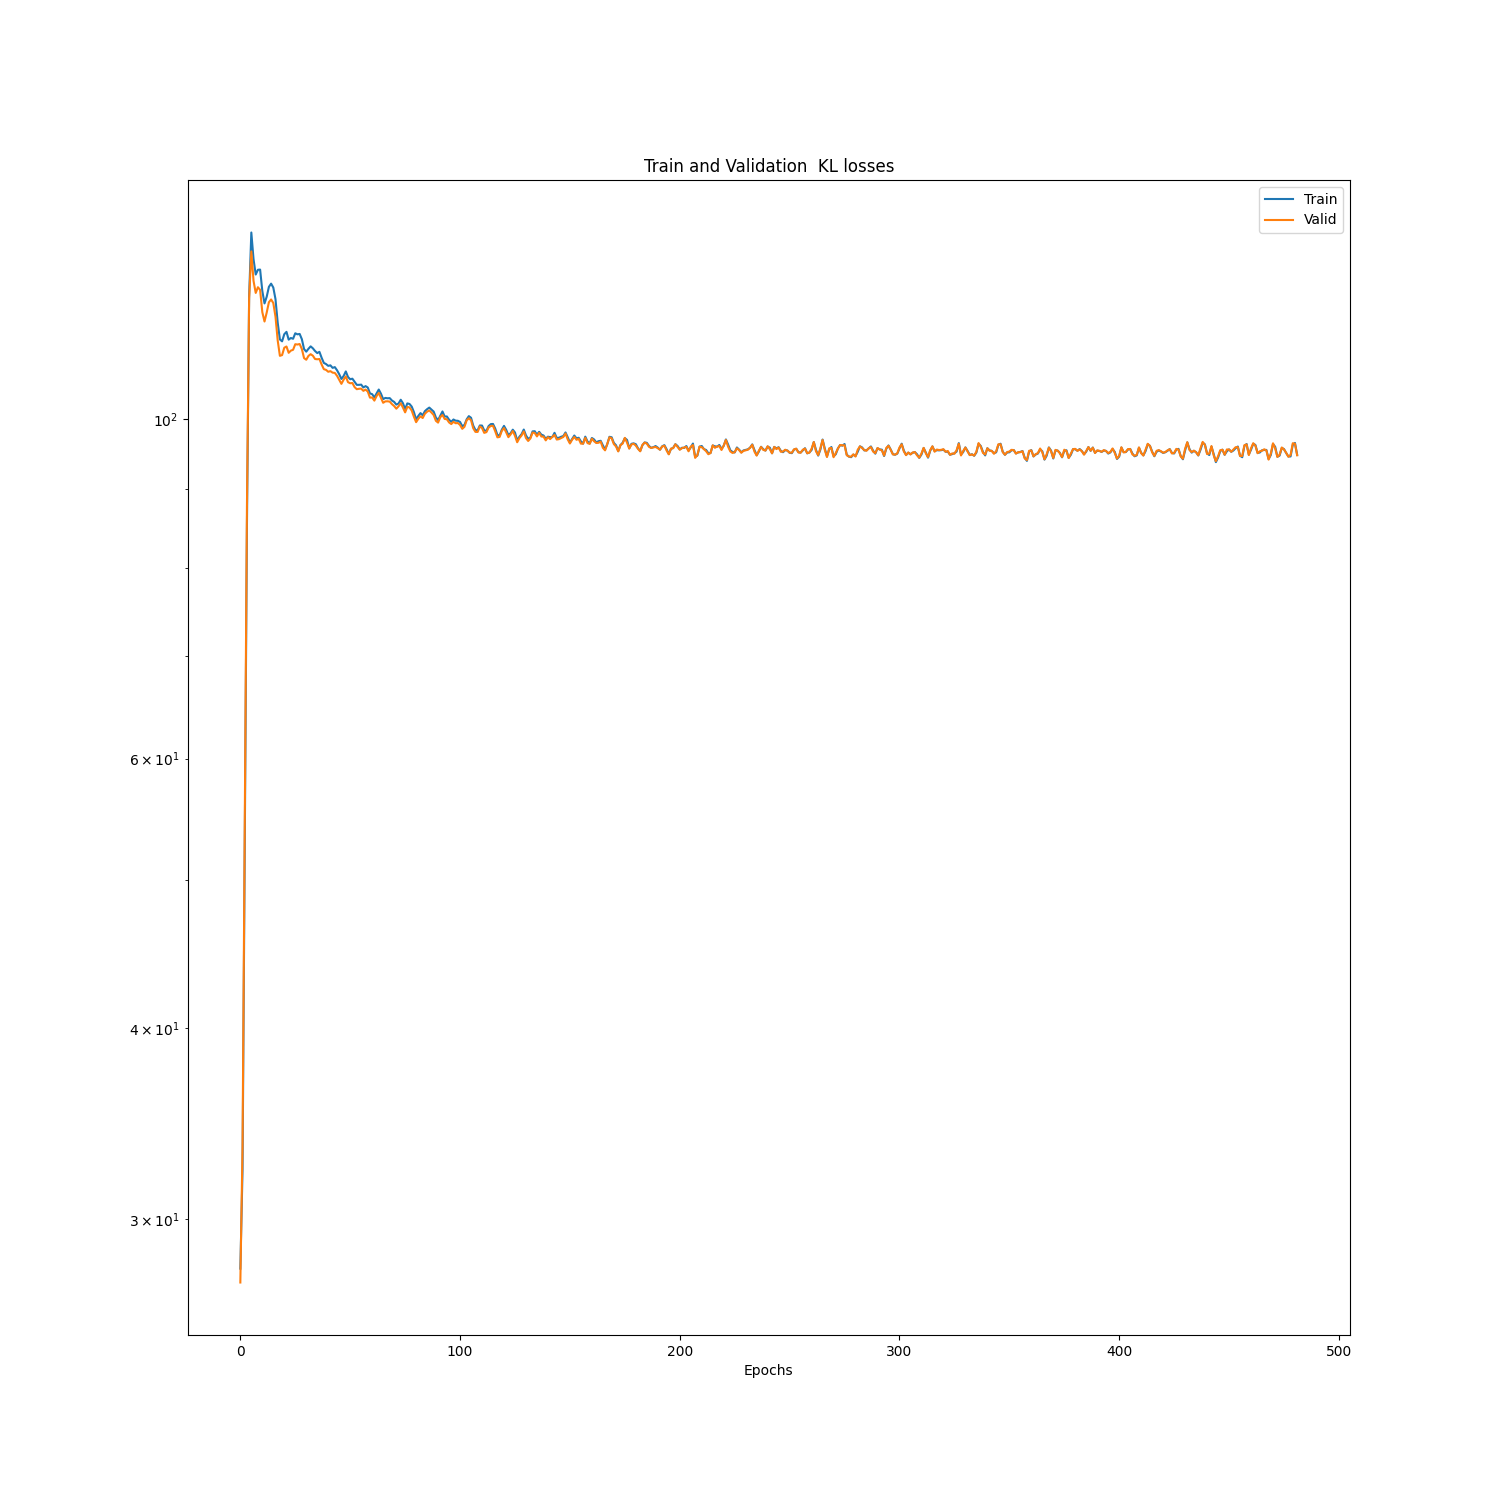 Train and Validation  KL losses
Train
Valid
10²
6 × 10¹
4 × 10¹
3 × 10¹
0 100 200 300 400 500
Epochs